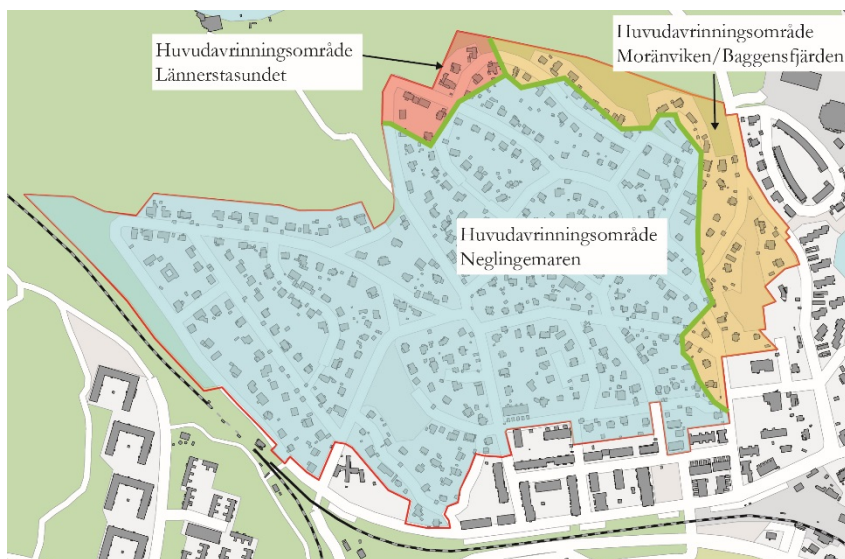 Huvudavrinningsområde
Lännerstasundet
Huvudavrinningsområde
Moränviken/Baggensfjärden
Huvudavrinningsområde
Neglingemaren